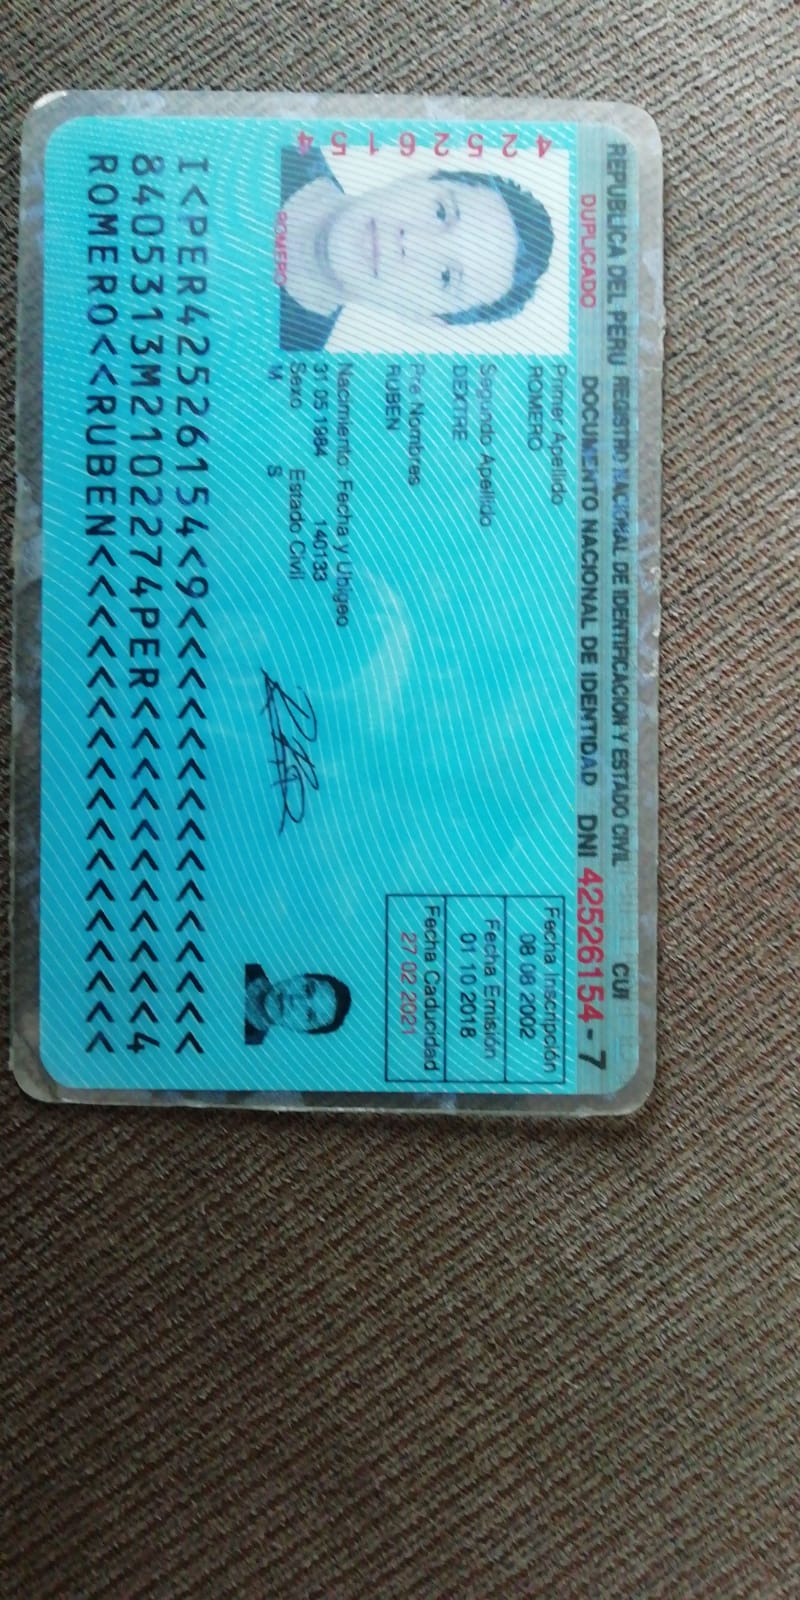 REPUBLICA DEL PERU REGISTRO NACIONAL DE IDENTIFICACION Y ESTADO CIVIL CUI
DUPLICADO DOCUMENTO NACIONAL DE IDENTIDAD DNI 42526154 - 7
42526154
ROMERO
Primer Apellido
ROMERO
Segundo Apellido
DEXTRE
Pre Nombres
RUBEN
Nacimiento: Fecha y Ubigeo
31 05 1984 140133
Sexo Estado Civil
M S
Fecha Inscripción
08 08 2002
Fecha Emisión
01 10 2018
Fecha Caducidad
27 02 2021
I<PER42526154<9<<<<<<<<<<<<<<<
8405313M2102274PER<<<<<<<<<<<4
ROMERO<<RUBEN<<<<<<<<<<<<<<<<<